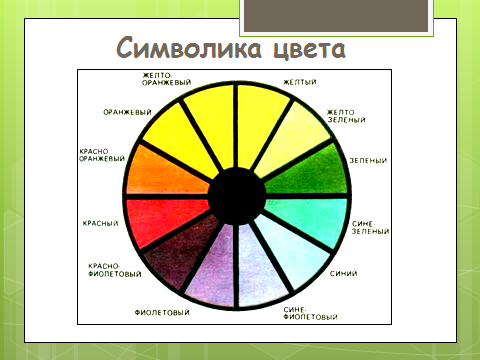 Символика цвета
ЖЕЛТО-
ОРАНЖЕВЫЙ
ЖЕЛТЫЙ
ОРАНЖЕВЫЙ
ЖЕЛТО-
ЗЕЛЕНЫЙ
КРАСНО-
ОРАНЖЕВЫЙ
ЗЕЛЕНЫЙ
КРАСНЫЙ
СИНЕ-
ЗЕЛЕНЫЙ
КРАСНО-
ФИОЛЕТОВЫЙ
СИНИЙ
ФИОЛЕТОВЫЙ
СИНЕ-
ФИОЛЕТОВЫЙ